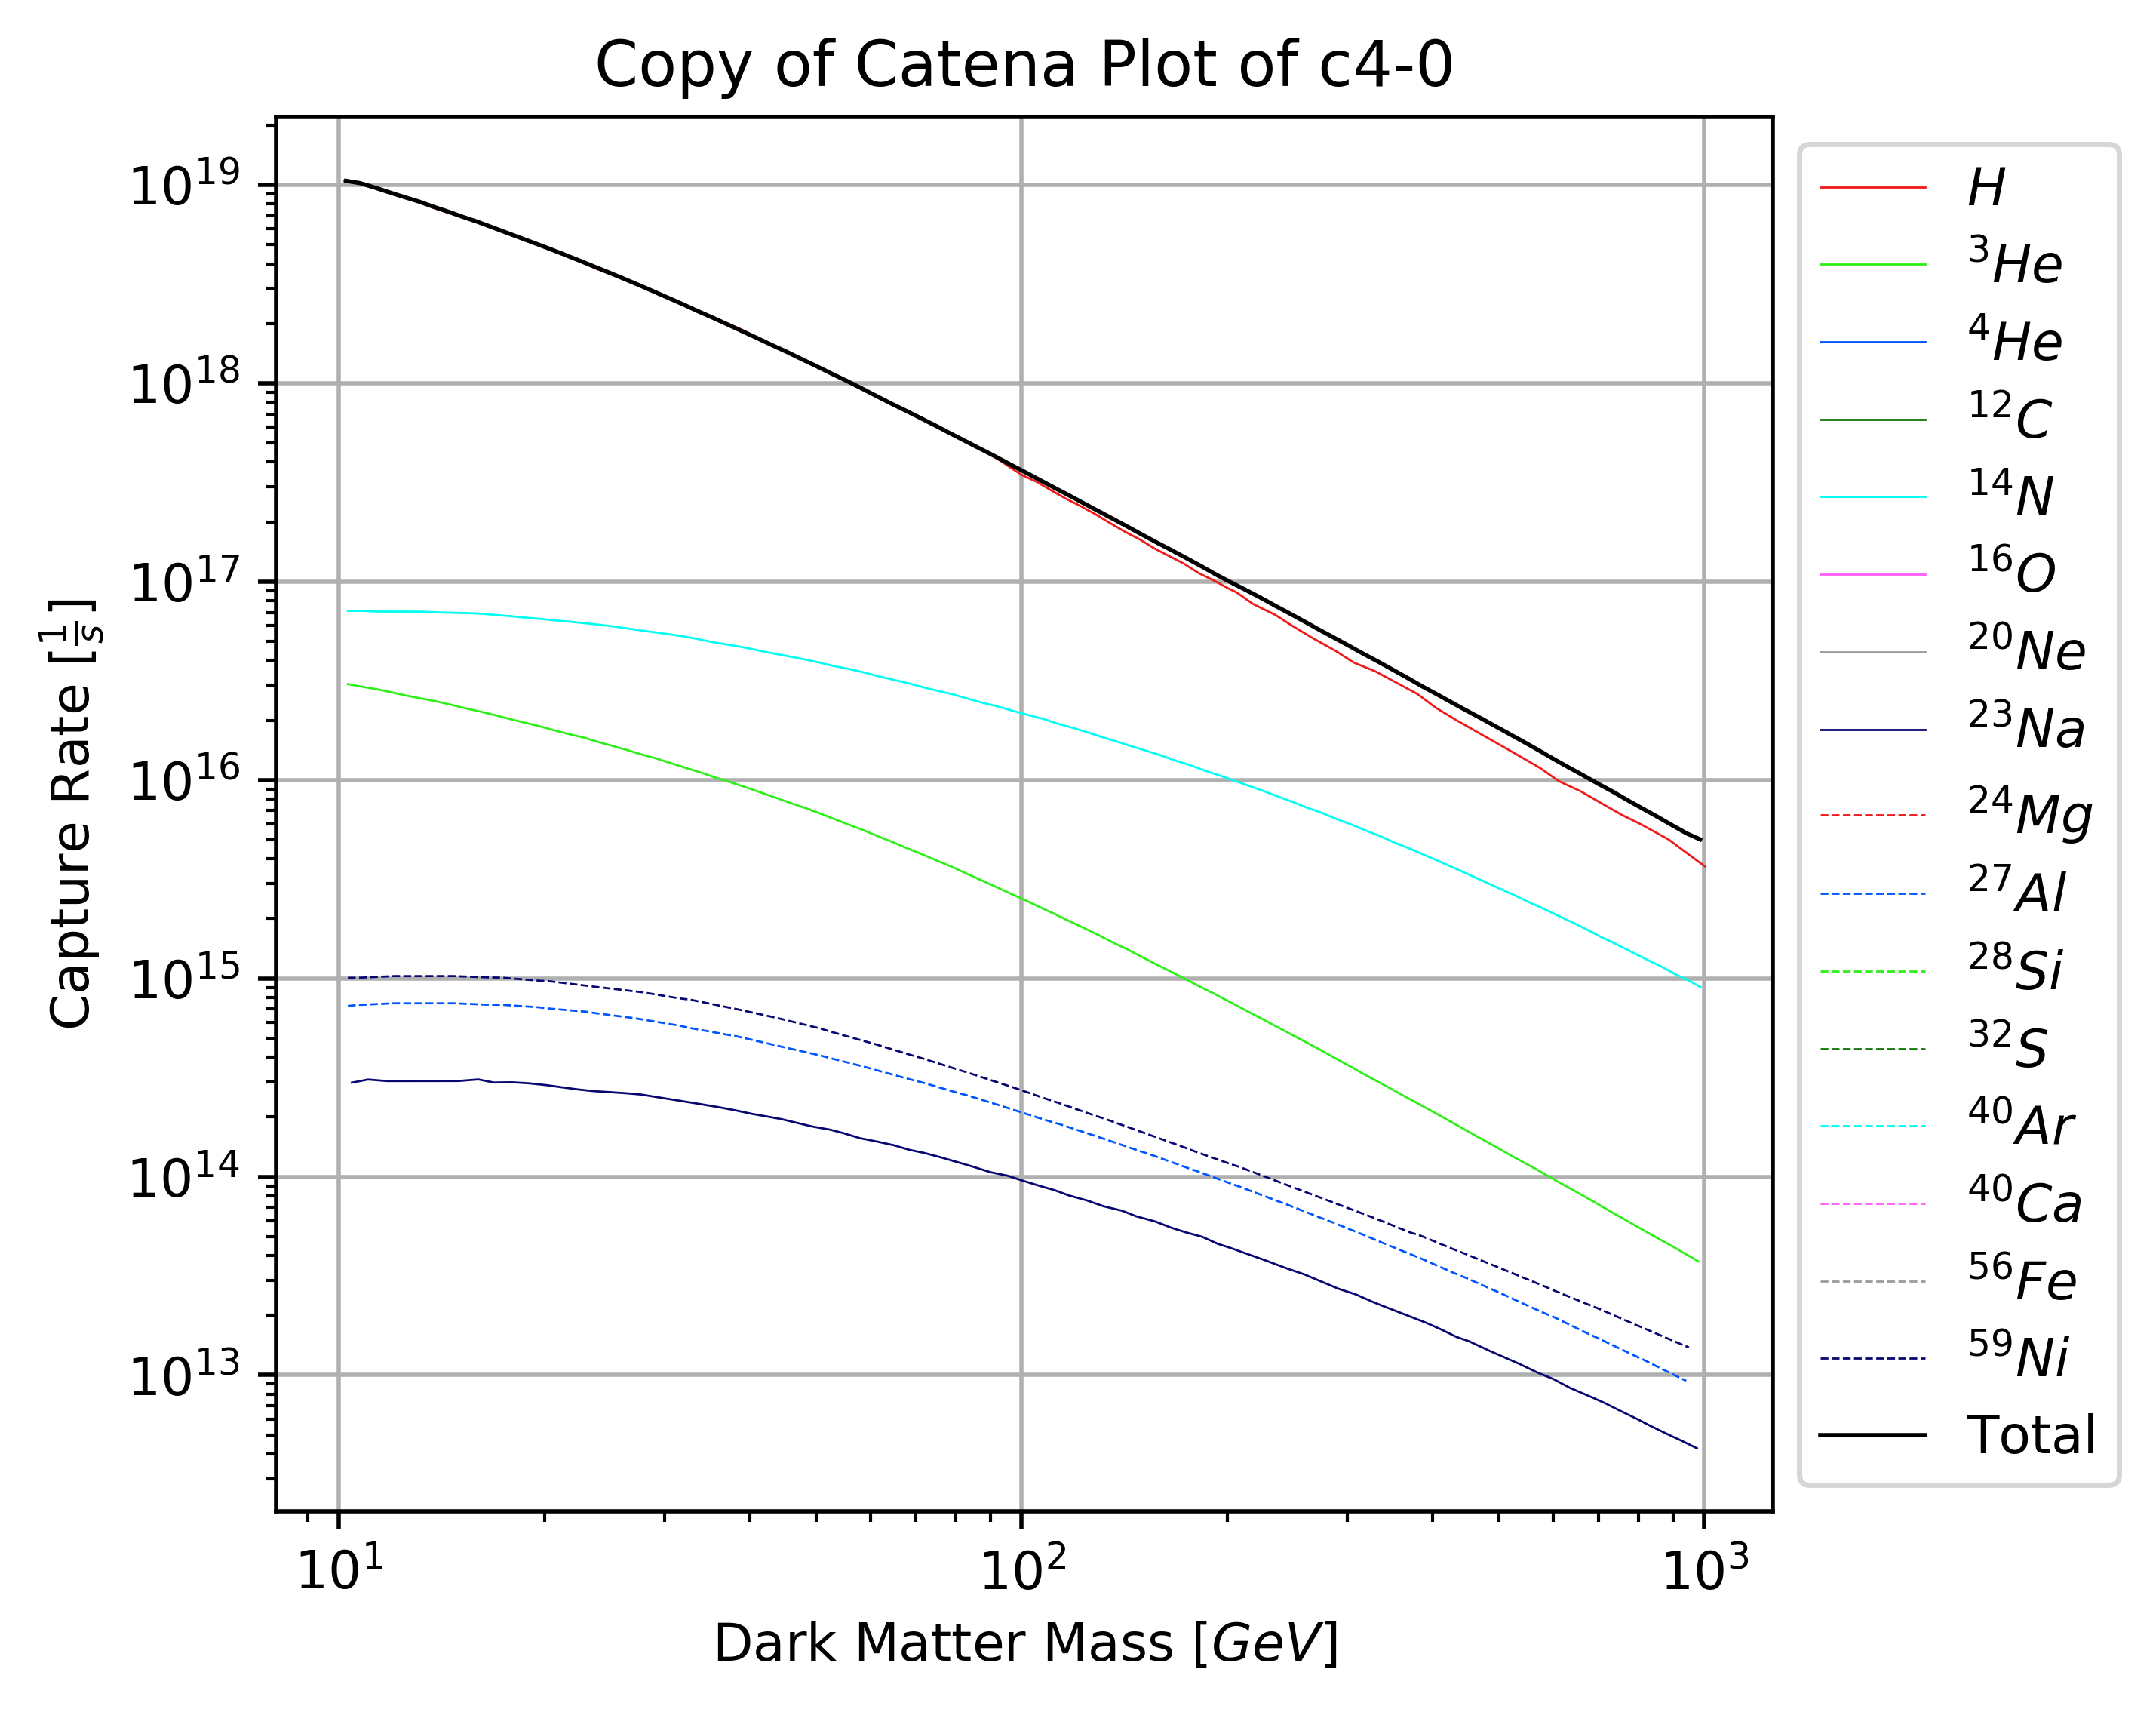 Copy of Catena Plot of c4-0
Capture Rate [1/s]
10^19
10^18
10^17
10^16
10^15
10^14
10^13
10^1
10^2
10^3
Dark Matter Mass [GeV]
H
^3He
^4He
^12C
^14N
^16O
^20Ne
^23Na
^24Mg
^27Al
^28Si
^32S
^40Ar
^40Ca
^56Fe
^59Ni
Total